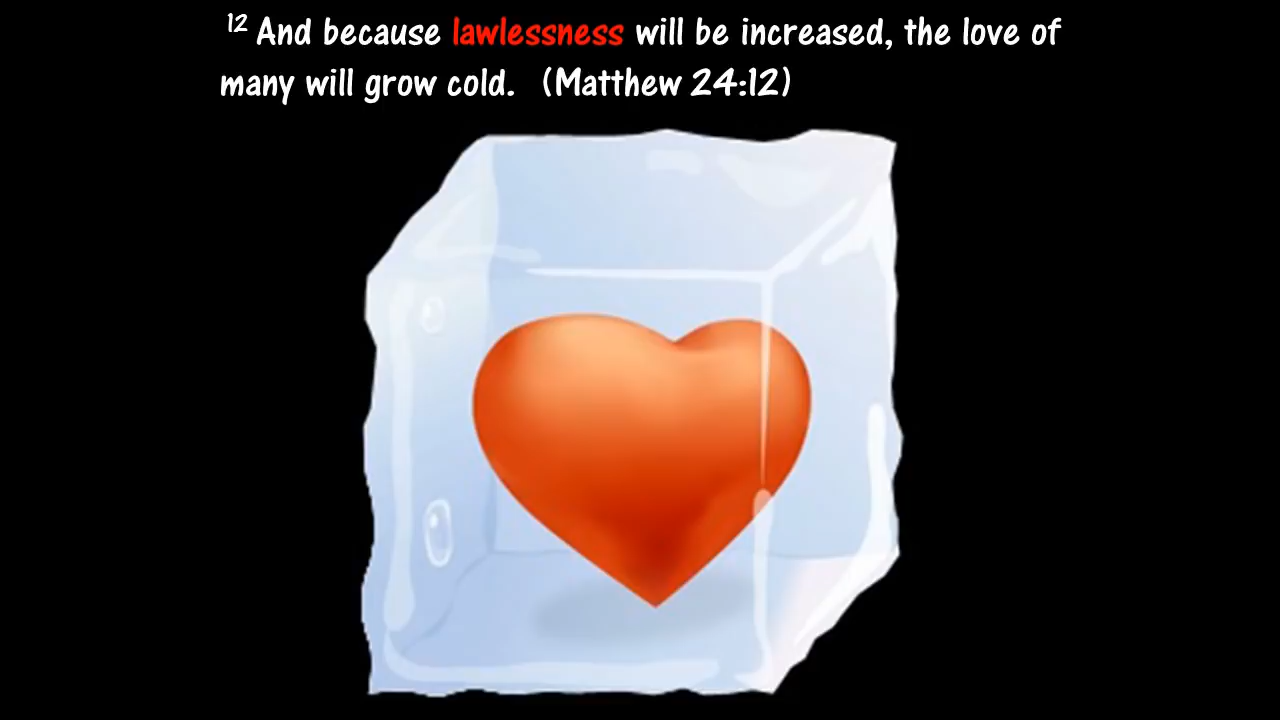 12 And because lawlessness will be increased, the love of
many will grow cold. (Matthew 24:12)